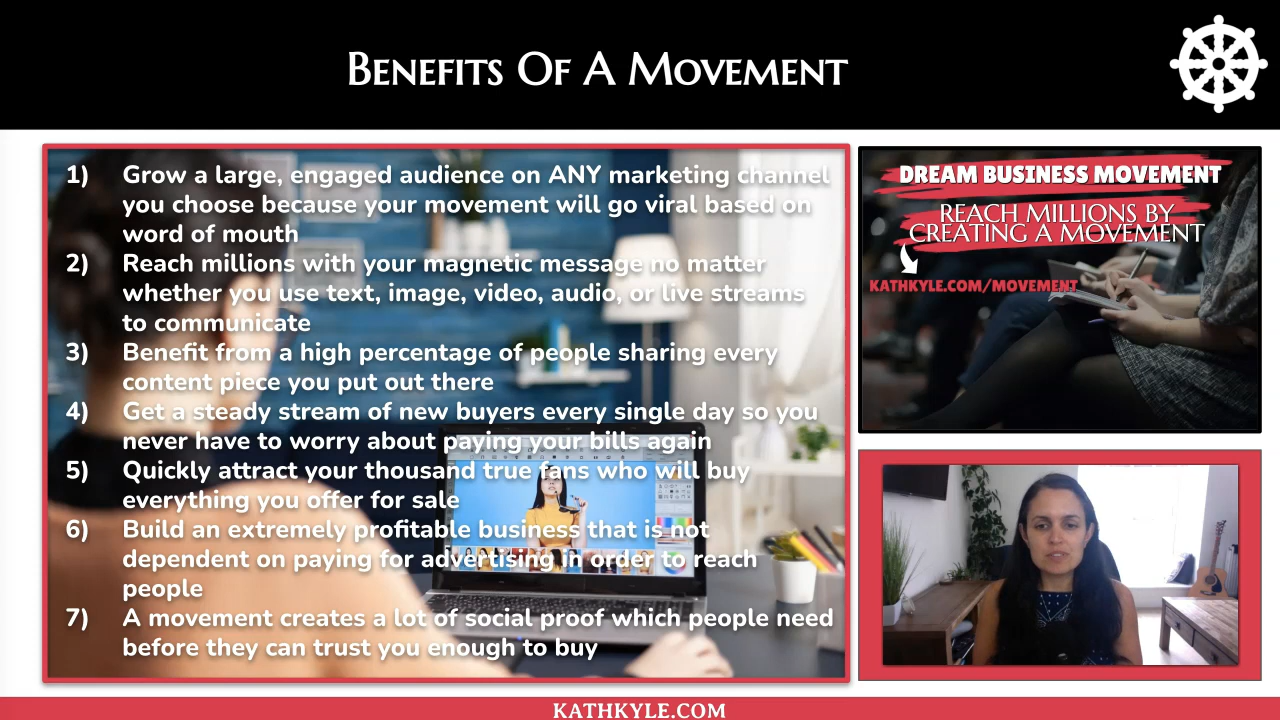 Benefits Of A Movement
1) Grow a large, engaged audience on ANY marketing channel
you choose because your movement will go viral based on
word of mouth
2) Reach millions with your magnetic message no matter
whether you use text, image, video, audio, or live streams
to communicate
3) Benefit from a high percentage of people sharing every
content piece you put out there
4) Get a steady stream of new buyers every single day so you
never have to worry about paying your bills again
5) Quickly attract your thousand true fans who will buy
everything you offer for sale
6) Build an extremely profitable business that is not
dependent on paying for advertising in order to reach
people
7) A movement creates a lot of social proof which people need
before they can trust you enough to buy
DREAM BUSINESS MOVEMENT
REACH MILLIONS BY
CREATING A MOVEMENT
KATHKYLE.COM/MOVEMENT
KATHKYLE.COM